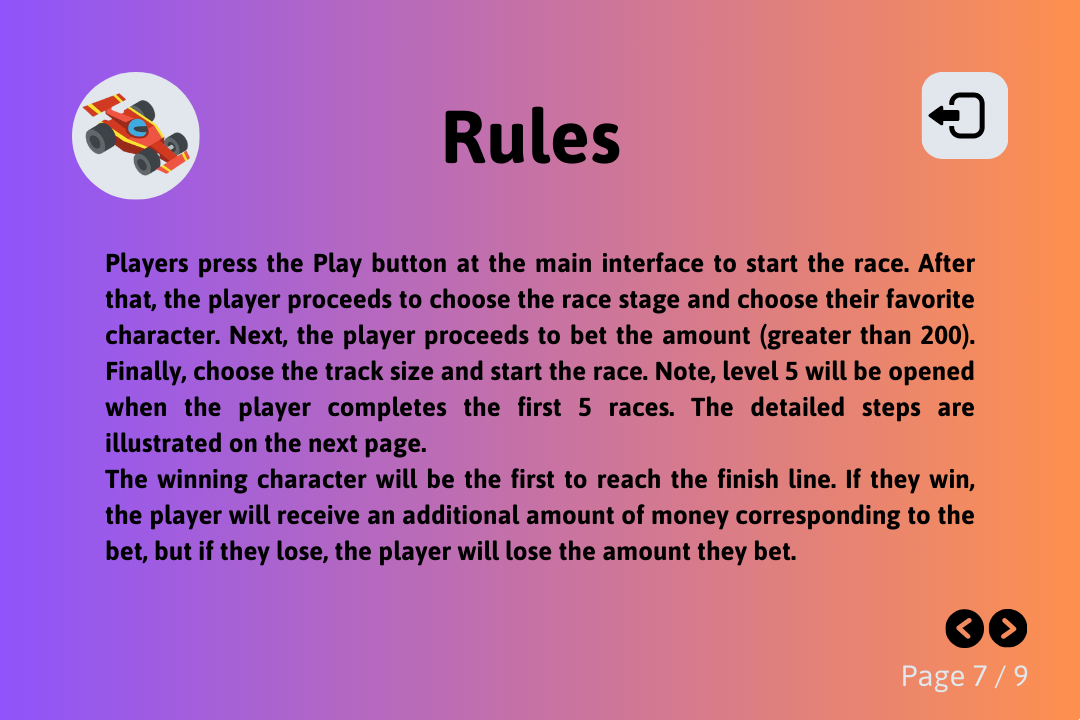 Rules
Players press the Play button at the main interface to start the race. After
that, the player proceeds to choose the race stage and choose their favorite
character. Next, the player proceeds to bet the amount (greater than 200).
Finally, choose the track size and start the race. Note, level 5 will be opened
when the player completes the first 5 races. The detailed steps are
illustrated on the next page.
The winning character will be the first to reach the finish line. If they win,
the player will receive an additional amount of money corresponding to the
bet, but if they lose, the player will lose the amount they bet.
Page 7 / 9